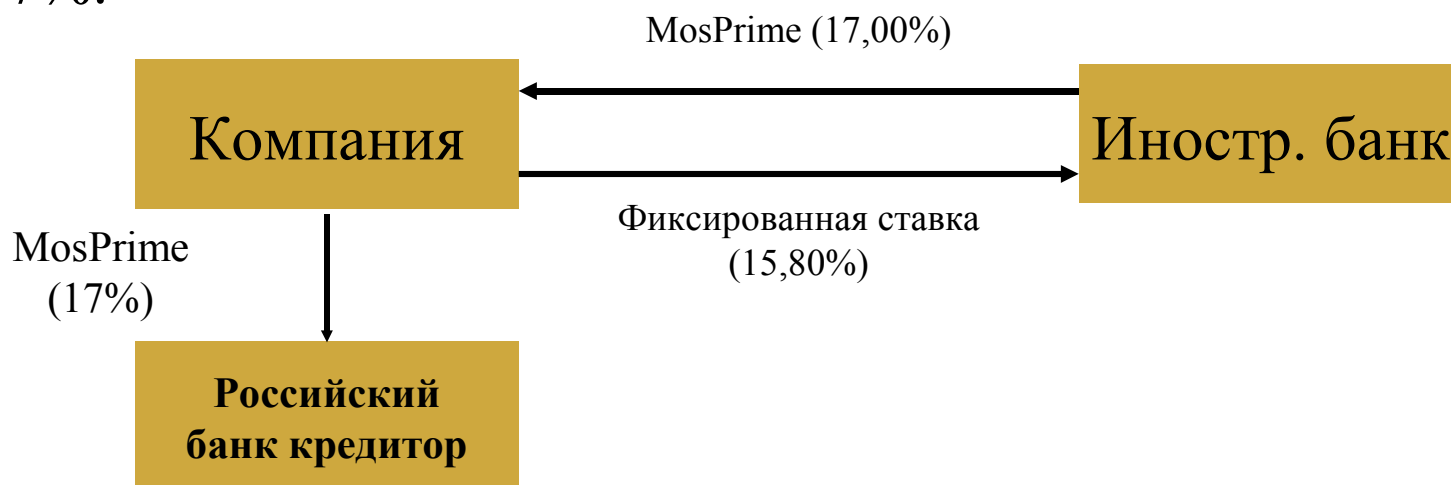 MosPrime (17,00%)
Компания
Иностр. банк
Фиксированная ставка
(15,80%)
MosPrime
(17%)
Российский
банк кредитор